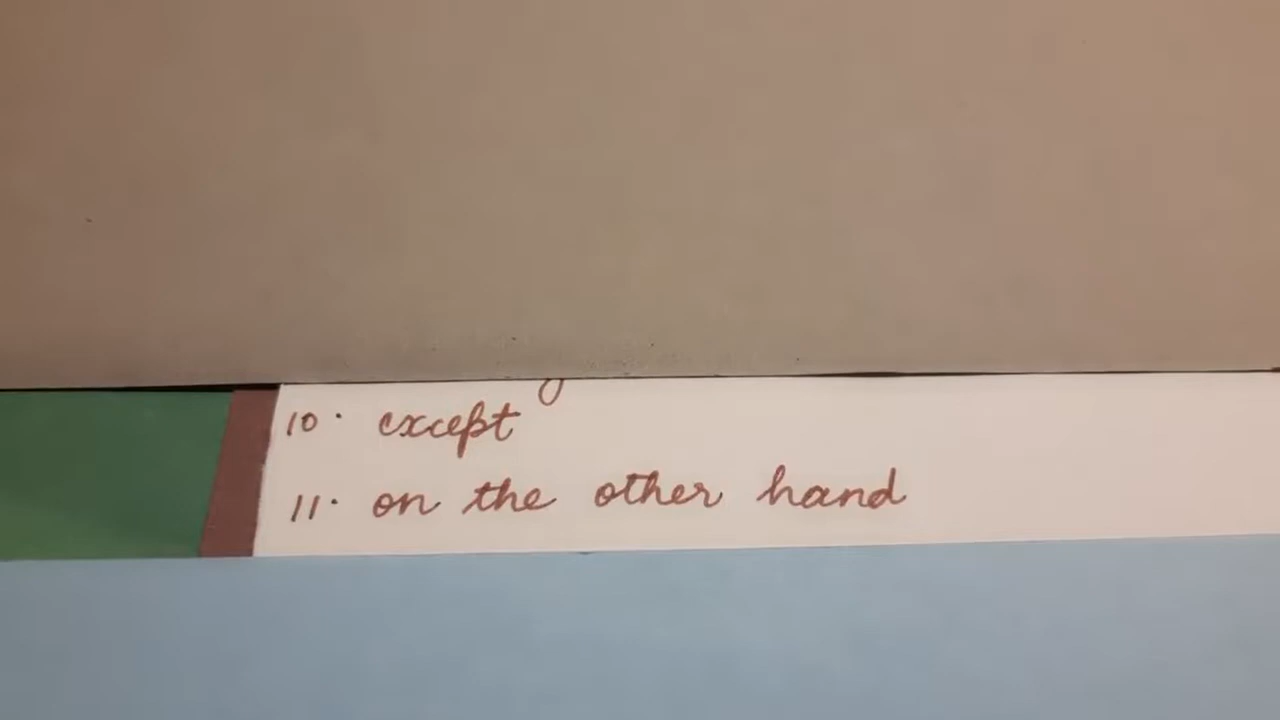 10. except
11. on the other hand